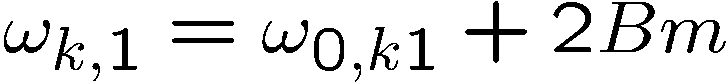 ω_{k,1} = ω_{0,k1} + 2Bm